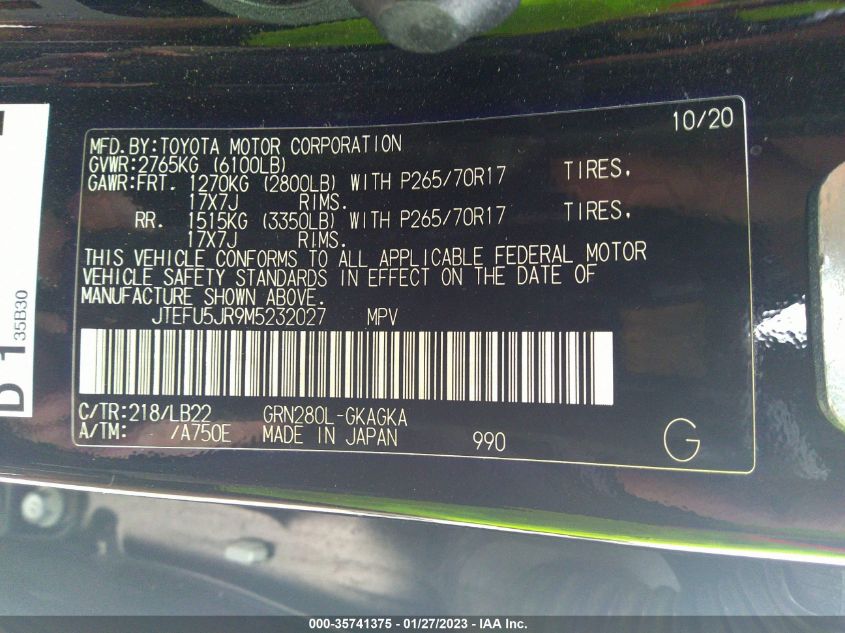 10/20
MFD.BY:TOYOTA MOTOR CORPORATION
GVWR:2765KG (6100LB)
GAWR:FRT. 1270KG (2800LB) WITH P265/70R17 TIRES,
17X7J RIMS.
RR. 1515KG (3350LB) WITH P265/70R17 TIRES,
17X7J RIMS.
THIS VEHICLE CONFORMS TO ALL APPLICABLE FEDERAL MOTOR
VEHICLE SAFETY STANDARDS IN EFFECT ON THE DATE OF
MANUFACTURE SHOWN ABOVE.
JTEFU5JR9M5232027 MPV
C/TR:218/LB22 GRN280L-GKAGKA
A/TM: /A750E MADE IN JAPAN 990 G
D 1
35B30
000-35741375 - 01/27/2023 - IAA Inc.